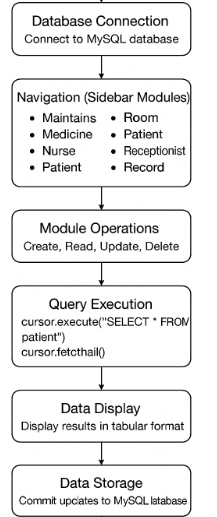 Database Connection
Connect to MySQL database
Navigation (Sidebar Modules)
• Maintains
• Medicine
• Nurse
• Patient
• Room
• Patient
• Receptionist
• Record
Module Operations
Create, Read, Update, Delete
Query Execution
cursor.execute("SELECT * FROM
patient")
cursor.fetcthail()
Data Display
Display results in tabular format
Data Storage
Commit upclates to MySQL latabase